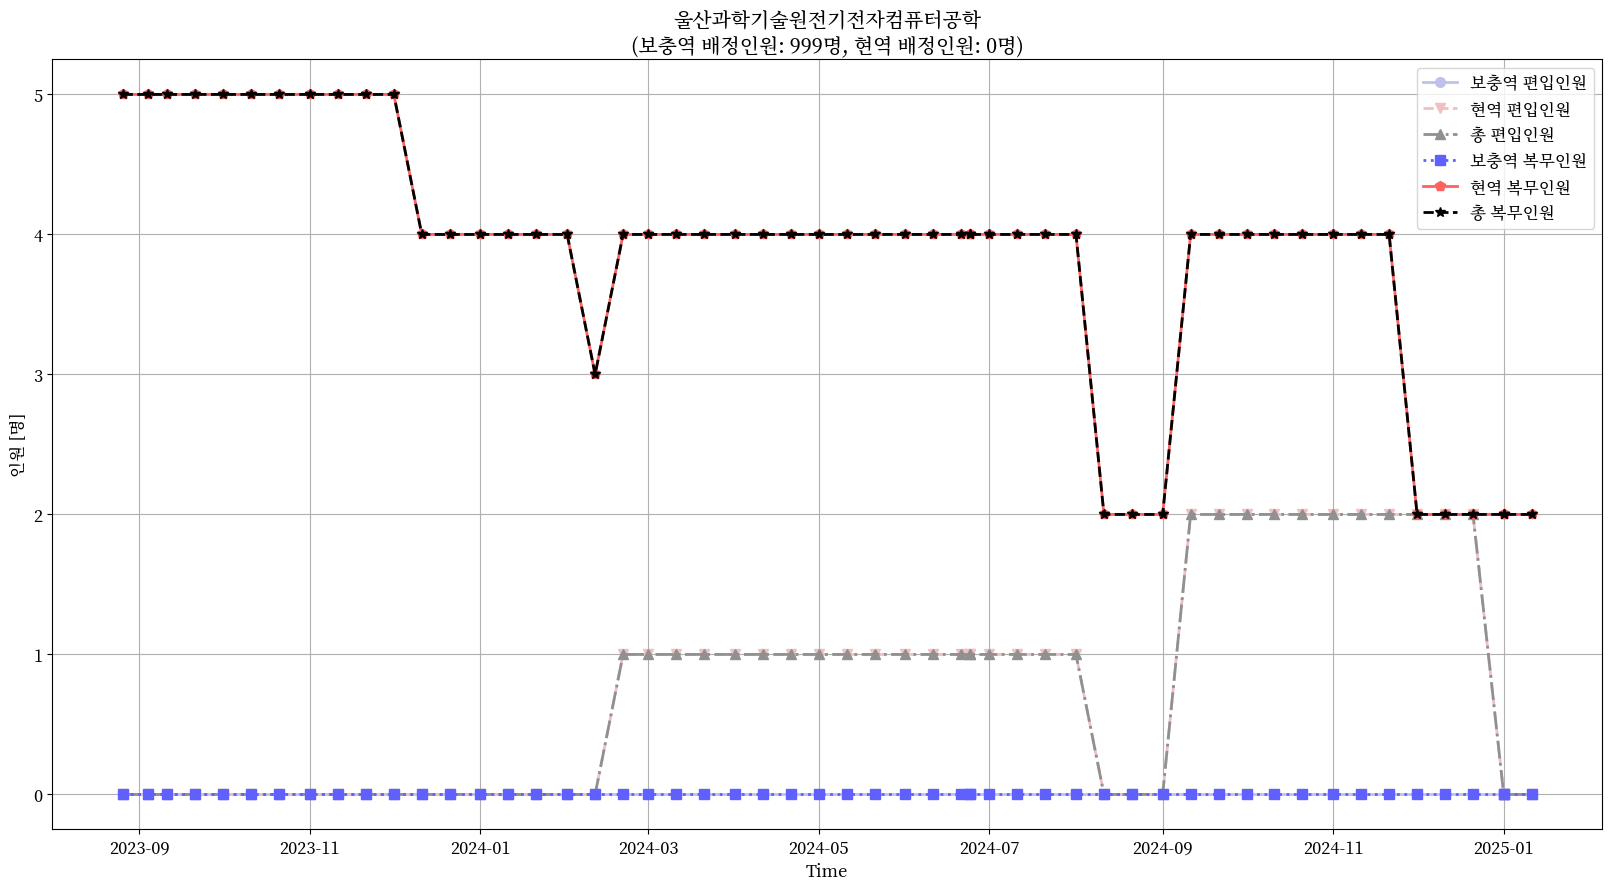 울산과학기술원전기전자컴퓨터공학
(보충역 배정인원: 999명, 현역 배정인원: 0명)
보충역 편입인원
현역 편입인원
총 편입인원
보충역 복무인원
현역 복무인원
총 복무인원
인원 [명]
5
4
3
2
1
0
2023-09
2023-11
2024-01
2024-03
2024-05
2024-07
2024-09
2024-11
2025-01
Time